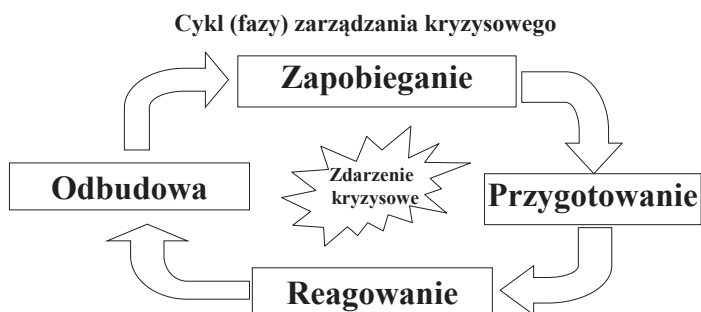 Cykl (fazy) zarządzania kryzysowego
Zapobieganie
Zdarzenie
kryzysowe
Odbudowa
Przygotowanie
Reagowanie